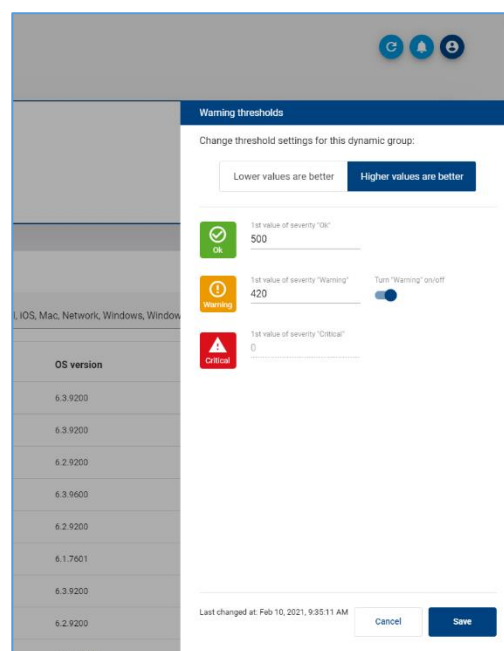 Warning thresholds
Change threshold settings for this dynamic group:
Lower values are better
Higher values are better
1st value of severity "Ok"
Ok
500
1st value of severity "Warning"
Turn "Warning" on/off
Warning
420
1st value of severity "Critical"
Critical
0
iOS, Mac, Network, Windows, Window
OS version
6.3.9200
6.3.9200
6.2.9200
6.3.9600
6.2.9200
6.1.7601
6.3.9200
6.2.9200
Last changed at: Feb 10, 2021, 9:35:11 AM
Cancel
Save